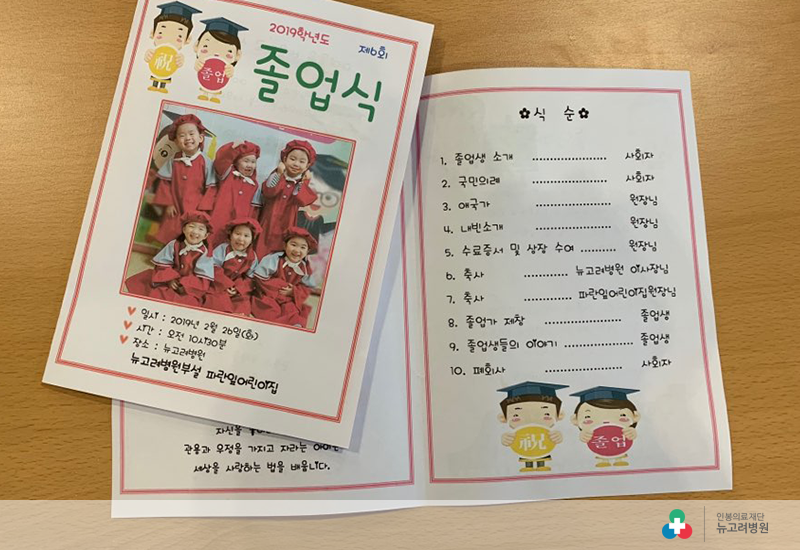 2019학년도
제6회
졸업식
祝
졸업
일시 : 2019년 2월 26일(화)
시간 : 오전 10시30분
장소 : 뉴고려병원
뉴고려병원부설 파란일어린이집
자신을
관용과 우정을 가지고 자라는 아이는
세상을 사랑하는 법을 배웁니다.
✿식 순✿
1. 졸업생 소개 ························ 사회자
2. 국민의례 ························ 사회자
3. 애국가 ························ 원장님
4. 내빈소개 ························ 원장님
5. 수료증서 및 상장 수여 ·········· 원장님
6. 축사 ············ 뉴고려병원 이사장님
7. 축사 ············ 파란일어린이집원장님
8. 졸업가 제창 ···················· 졸업생
9. 졸업생들의 이야기 ·················· 졸업생
10. 폐회사 ························ 사회자
祝
졸업
인봉의료재단
뉴고려병원